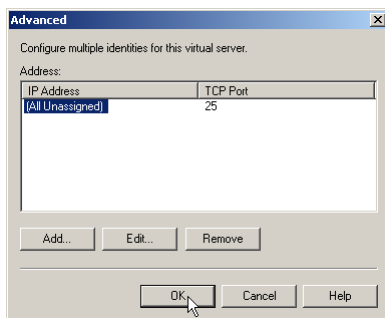 Advanced
Configure multiple identities for this virtual server.
Address:
IP Address TCP Port
(All Unassigned) 25
Add... Edit... Remove
OK Cancel Help